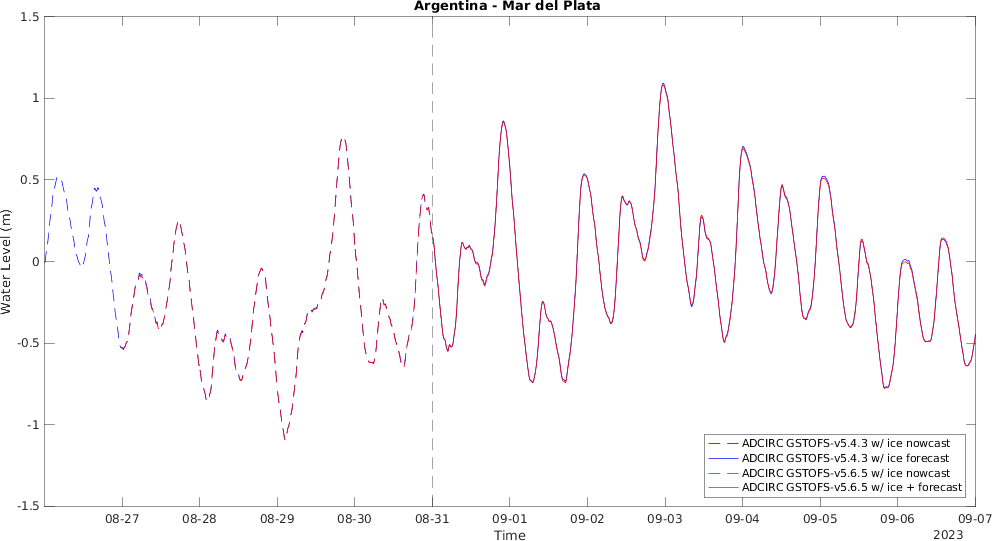 Argentina - Mar del Plata
Water Level (m)
1.5
1
0.5
0
-0.5
-1
-1.5
ADCIRC GSTOFS-v5.4.3 w/ ice nowcast
ADCIRC GSTOFS-v5.4.3 w/ ice forecast
ADCIRC GSTOFS-v5.6.5 w/ ice nowcast
ADCIRC GSTOFS-v5.6.5 w/ ice + forecast
08-27 08-28 08-29 08-30 08-31 09-01 09-02 09-03 09-04 09-05 09-06 09-07
Time
2023